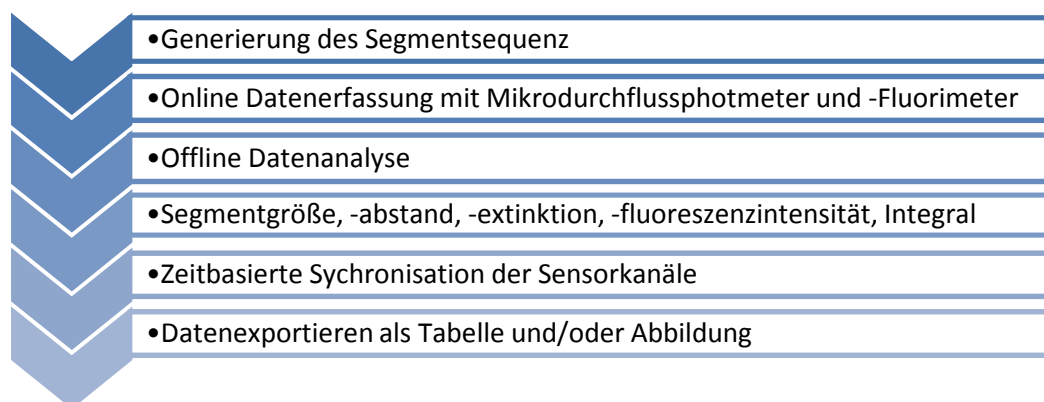 •Generierung des Segmentsequenz
•Online Datenerfassung mit Mikrodurchflussphotmeter und -Fluorimeter
•Offline Datenanalyse
•Segmentgröße, -abstand, -extinktion, -fluoreszenzintensität, Integral
•Zeitbasierte Sychronisation der Sensorkanäle
•Datenexportieren als Tabelle und/oder Abbildung